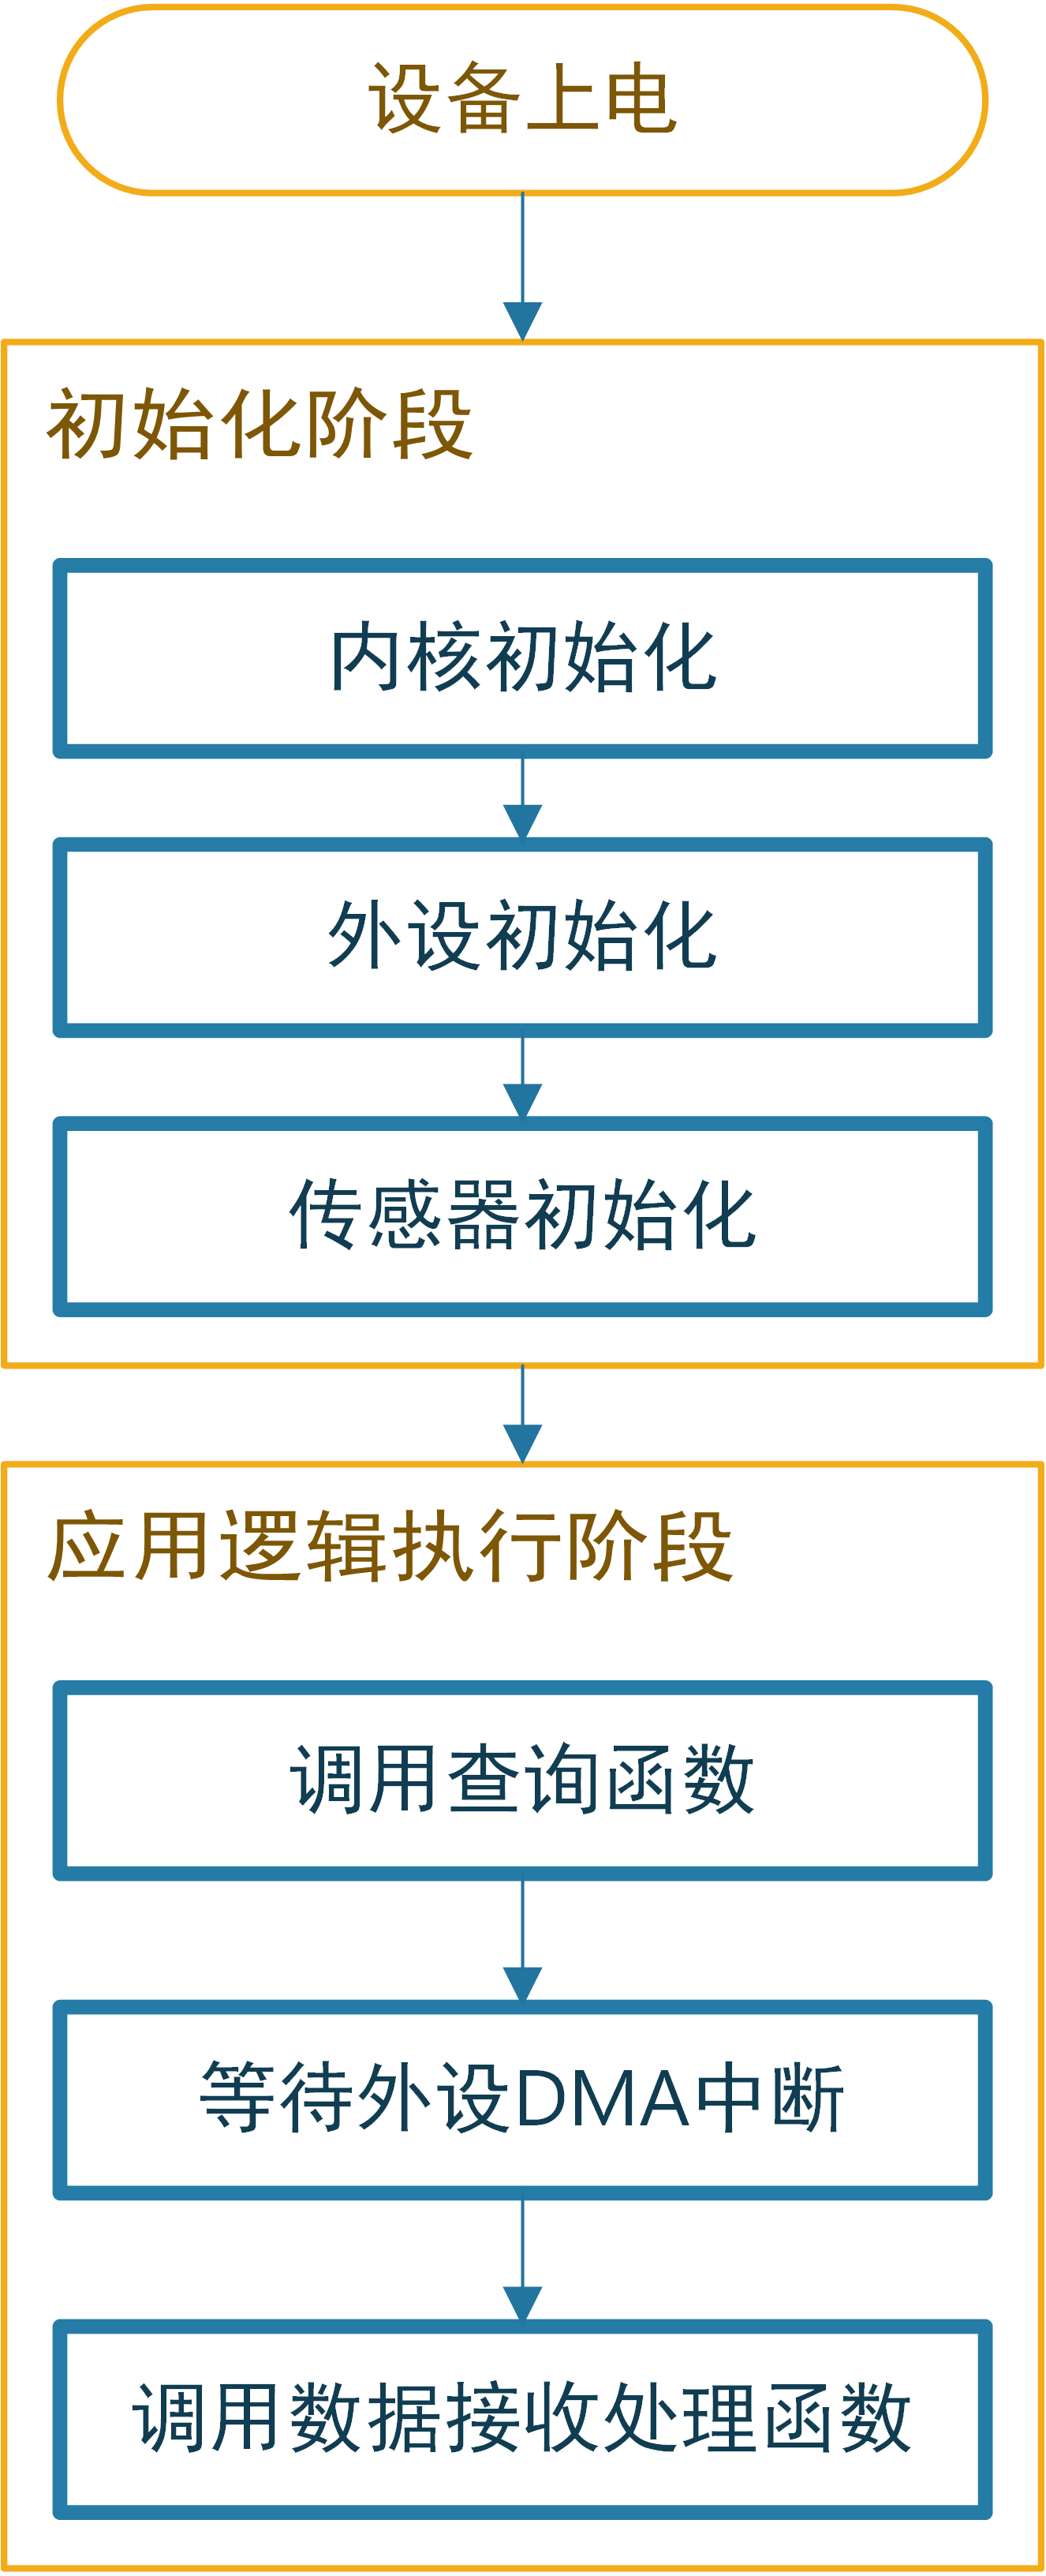 设备上电
初始化阶段
内核初始化
外设初始化
传感器初始化
应用逻辑执行阶段
调用查询函数
等待外设DMA中断
调用数据接收处理函数